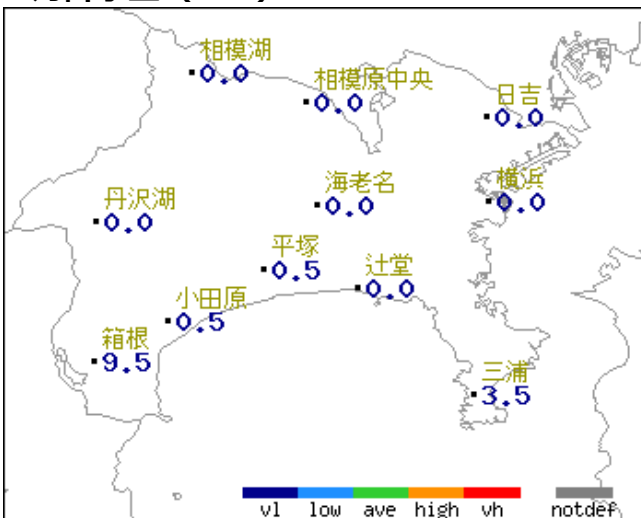 相模湖
0.0
相模原中央
0.0
日吉
0.0
丹沢湖
0.0
海老名
0.0
横浜
0.0
平塚
0.5
辻堂
0.0
小田原
0.5
箱根
9.5
三浦
3.5
vl low ave high vh notdef